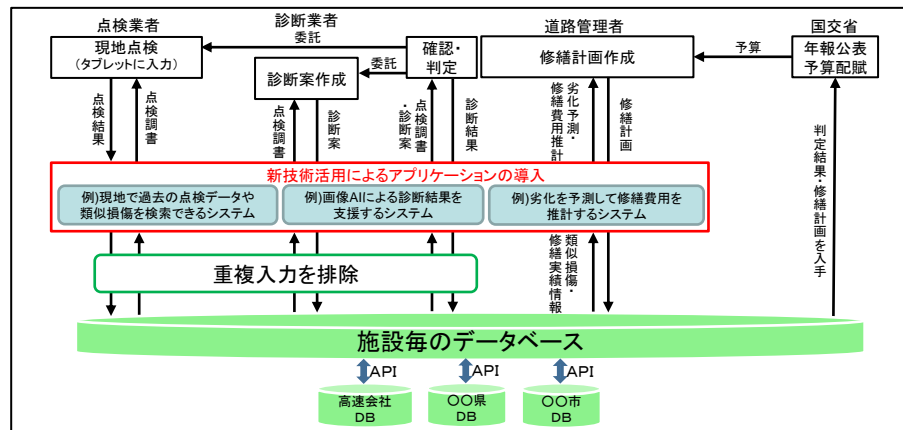 点検業者
診断業者
道路管理者
国交省
現地点検
(タブレットに入力)
委託
確認・
判定
修繕計画作成
予算
年報公表
予算配賦
診断案作成
委託
点検結果
点検調書
点検調書
診断案
点検調書
・診断案
診断結果
劣化予測・
修繕費用推計
修繕計画
判定結果・修繕計画を入手
新技術活用によるアプリケーションの導入
例)現地で過去の点検データや
類似損傷を検索できるシステム
例)画像AIIによる診断結果を
支援するシステム
例)劣化を予測して修繕費用を
推計するシステム
重複入力を排除
類似損傷・
修繕実績情報
施設毎のデータベース
API
API
API
高速会社
DB
〇〇県
DB
〇〇市
DB